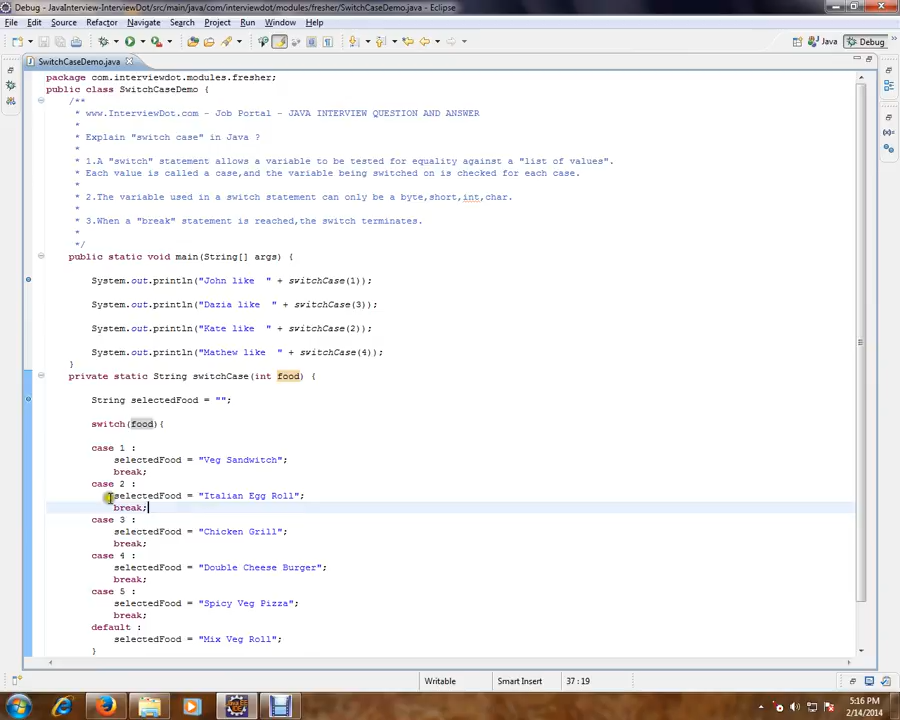 Debug - JavaInterview-InterviewDot/src/main/java/com/interviewdot/modules/fresher/SwitchCaseDemo.java - Eclipse
File Edit Source Refactor Navigate Search Project Run Window Help
Java Debug
SwitchCaseDemo.java
package com.interviewdot.modules.fresher;
public class SwitchCaseDemo {
/**
* www.InterviewDot.com - Job Portal - JAVA INTERVIEW QUESTION AND ANSWER
*
* Explain "switch case" in Java ?
*
* 1.A "switch" statement allows a variable to be tested for equality against a "list of values".
* Each value is called a case,and the variable being switched on is checked for each case.
*
* 2.The variable used in a switch statement can only be a byte,short,int,char.
*
* 3.When a "break" statement is reached,the switch terminates.
*
*/
public static void main(String[] args) {
System.out.println("John like  " + switchCase(1));
System.out.println("Dazia like  " + switchCase(3));
System.out.println("Kate like  " + switchCase(2));
System.out.println("Mathew like  " + switchCase(4));
}
private static String switchCase(int food) {
String selectedFood = "";
switch(food){
case 1 :
selectedFood = "Veg Sandwitch";
break;
case 2 :
selectedFood = "Italian Egg Roll";
break;
case 3 :
selectedFood = "Chicken Grill";
break;
case 4 :
selectedFood = "Double Cheese Burger";
break;
case 5 :
selectedFood = "Spicy Veg Pizza";
break;
default :
selectedFood = "Mix Veg Roll";
}
Writable Smart Insert 37 : 19
5:16 PM
2/14/2014